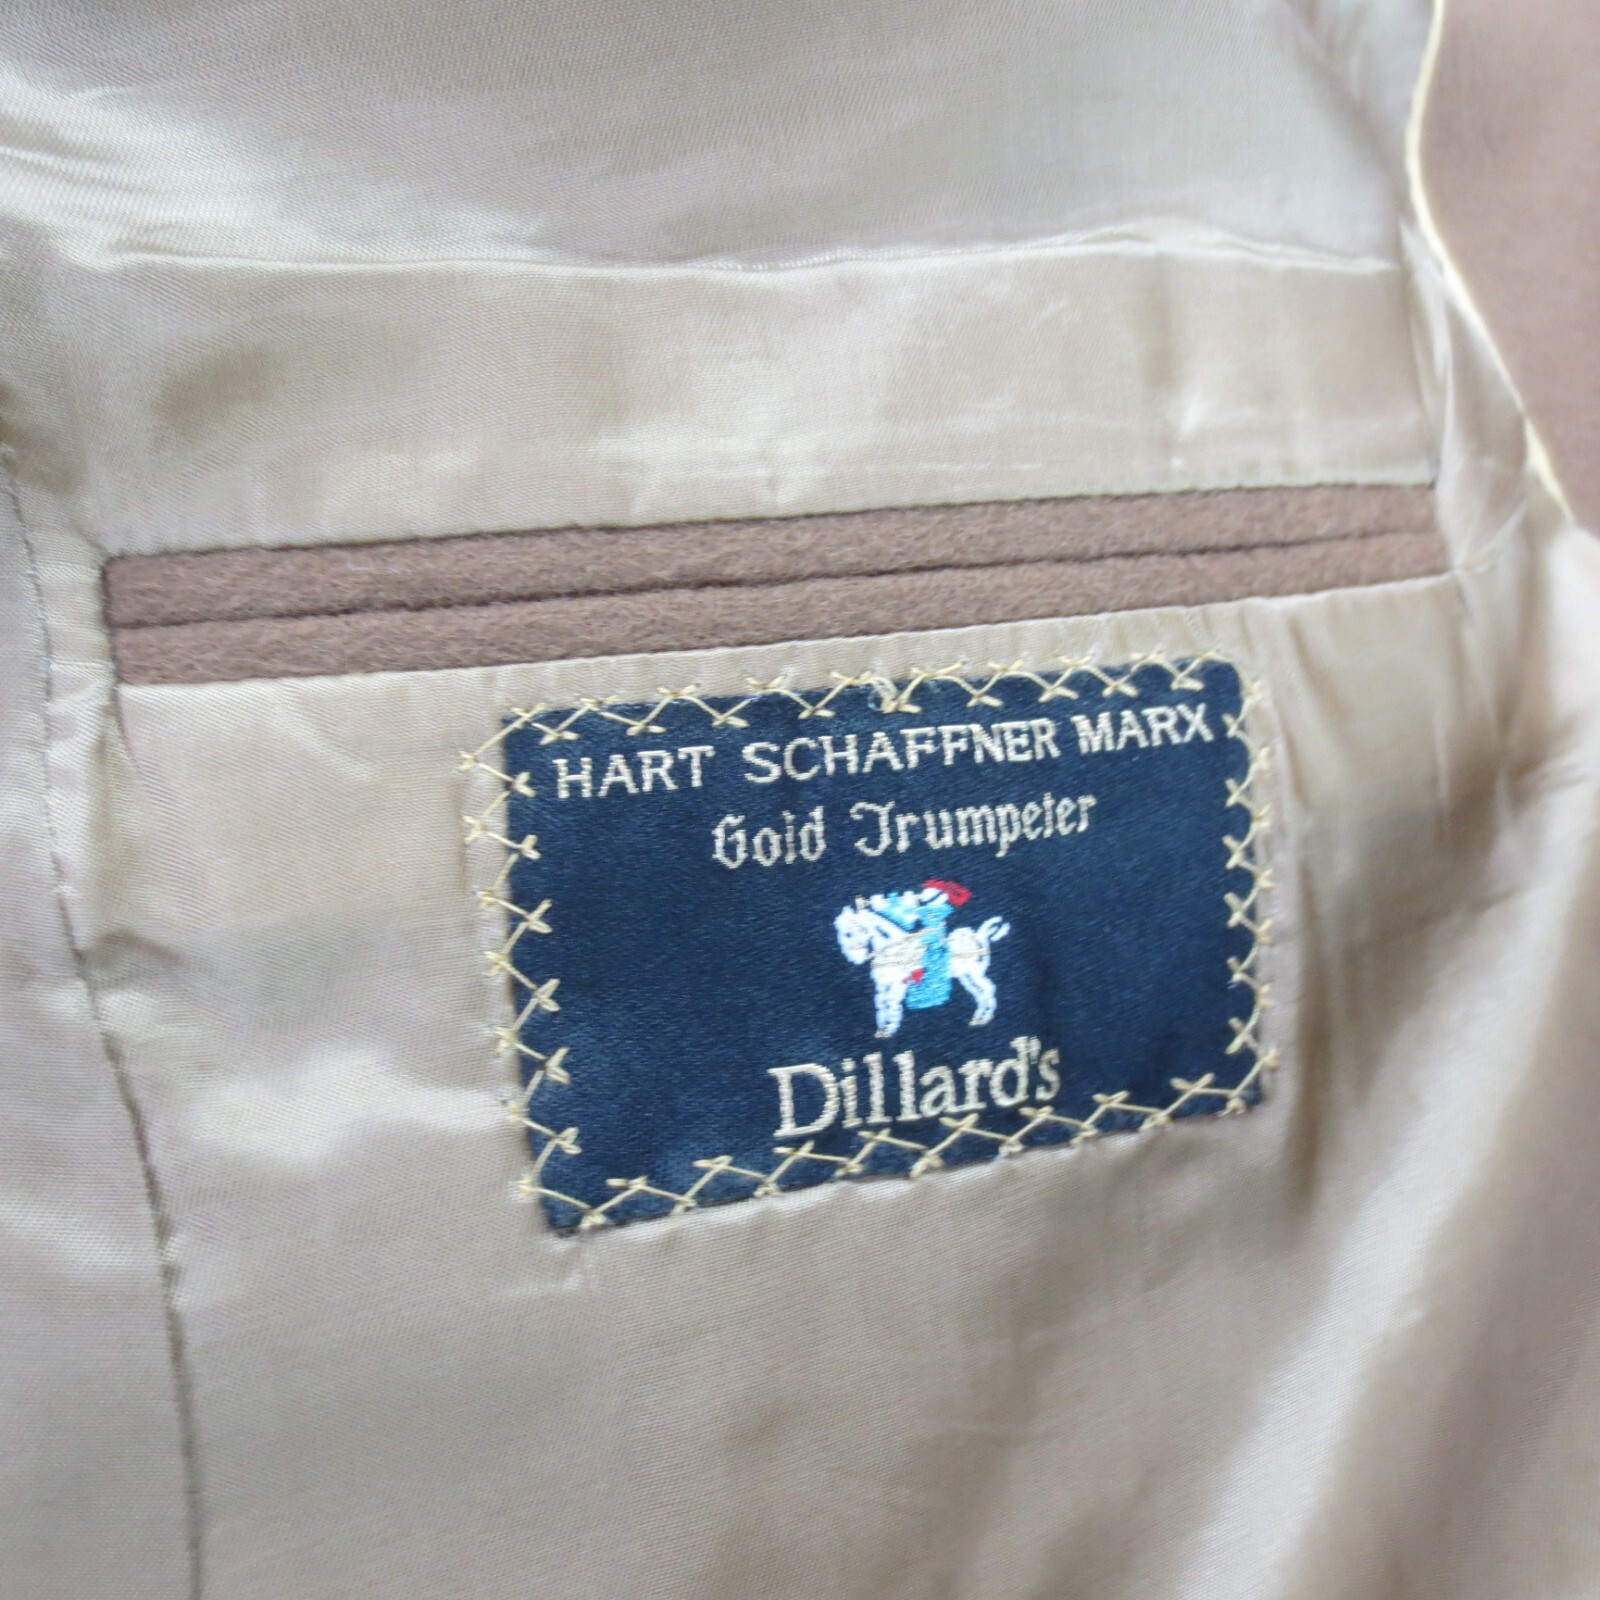 HART SCHAFFNER MARX
Gold Trumpeter
Dillard's